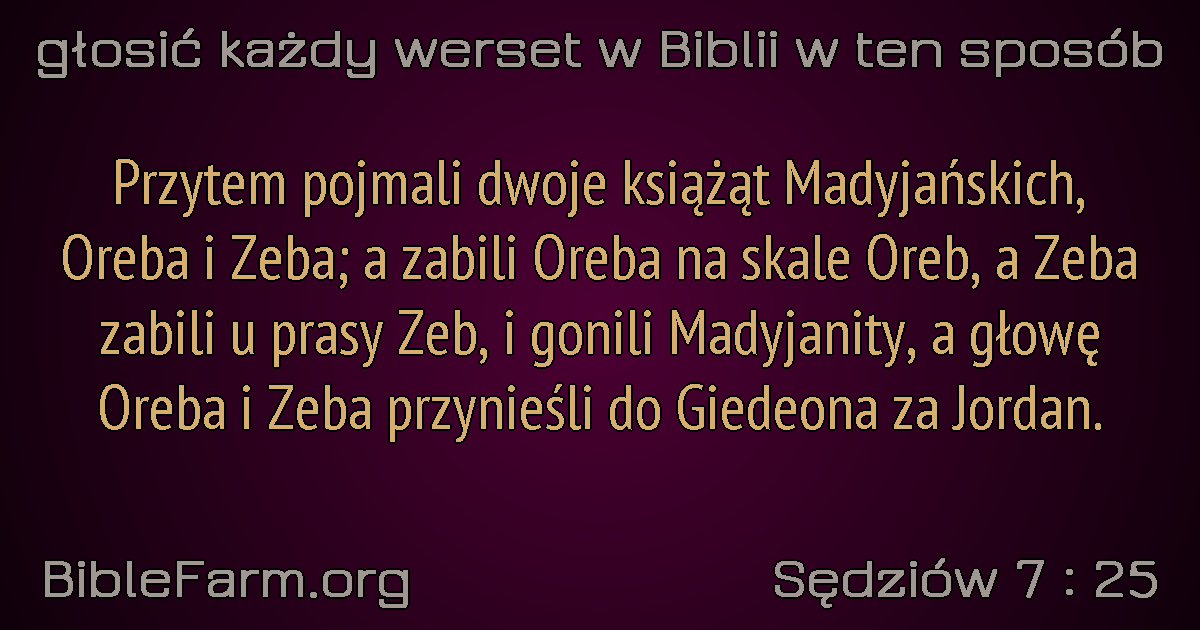 głosić każdy werset w Biblii w ten sposób
Przytem pojmali dwoje książąt Madyjańskich,
Oreba i Zeba; a zabili Oreba na skale Oreb, a Zeba
zabili u prasy Zeb, i gonili Madyjanity, a głowę
Oreba i Zeba przynieśli do Giedeona za Jordan.
BibleFarm.org
Sędziów 7 : 25